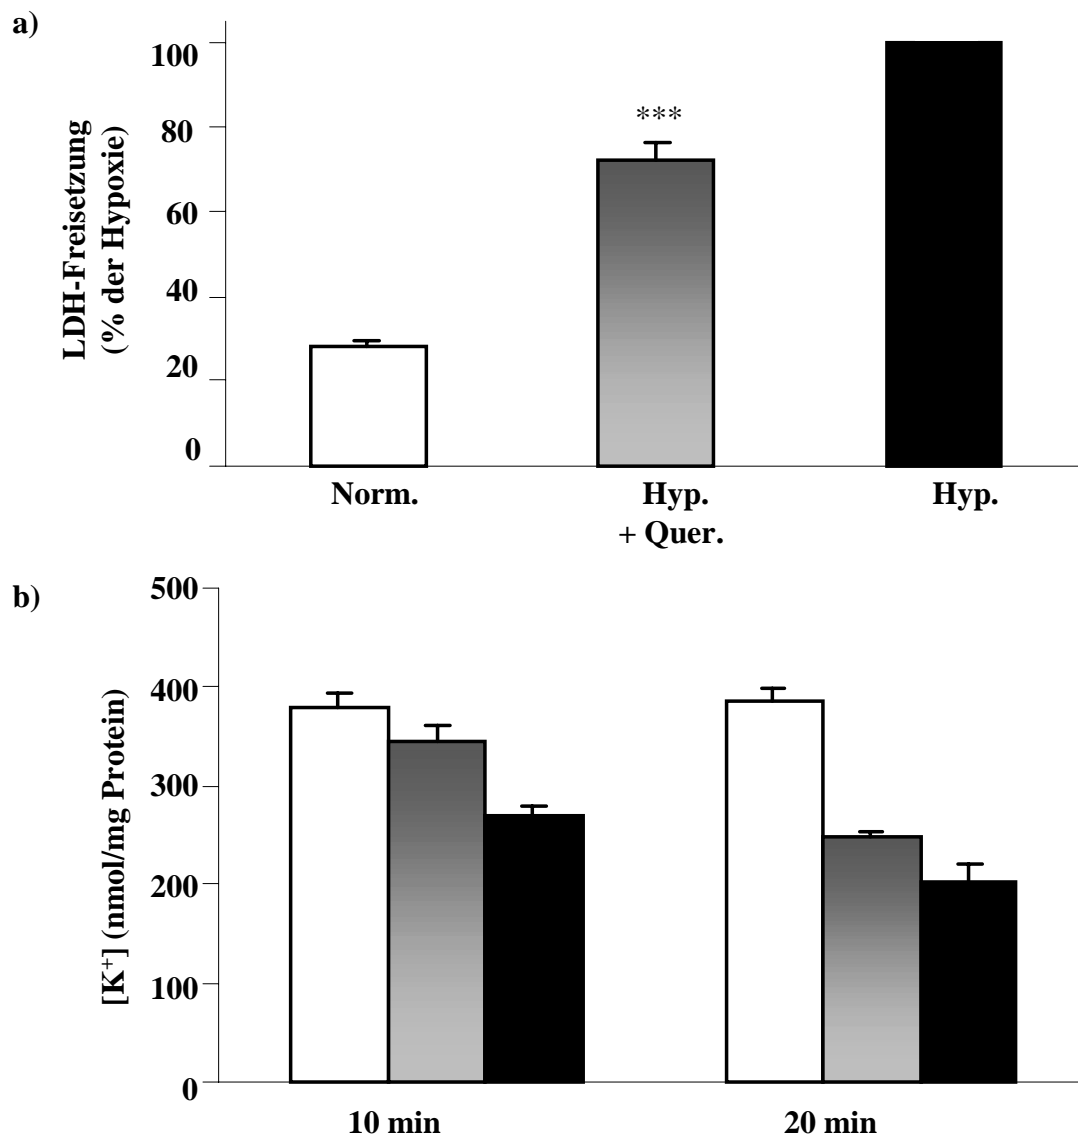 a)
LDH-Freisetzung
(% der Hypoxie)
100
80
60
40
20
0
***
Norm.
Hyp.
+ Quer.
Hyp.
b)
[K⁺] (nmol/mg Protein)
500
400
300
200
100
0
10 min
20 min